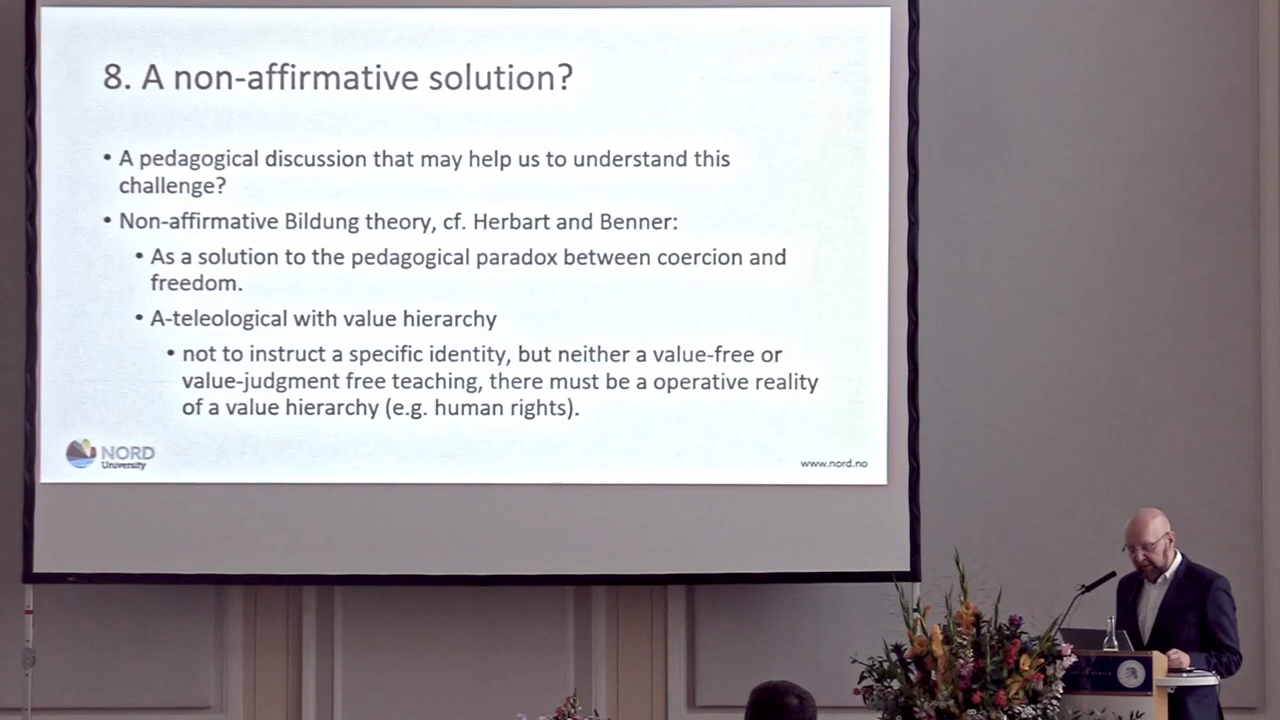 8. A non-affirmative solution?
• A pedagogical discussion that may help us to understand this
challenge?
• Non-affirmative Bildung theory, cf. Herbart and Benner:
• As a solution to the pedagogical paradox between coercion and
freedom.
• A-teleological with value hierarchy
• not to instruct a specific identity, but neither a value-free or
value-judgment free teaching, there must be a operative reality
of a value hierarchy (e.g. human rights).
NORD
University
www.nord.no